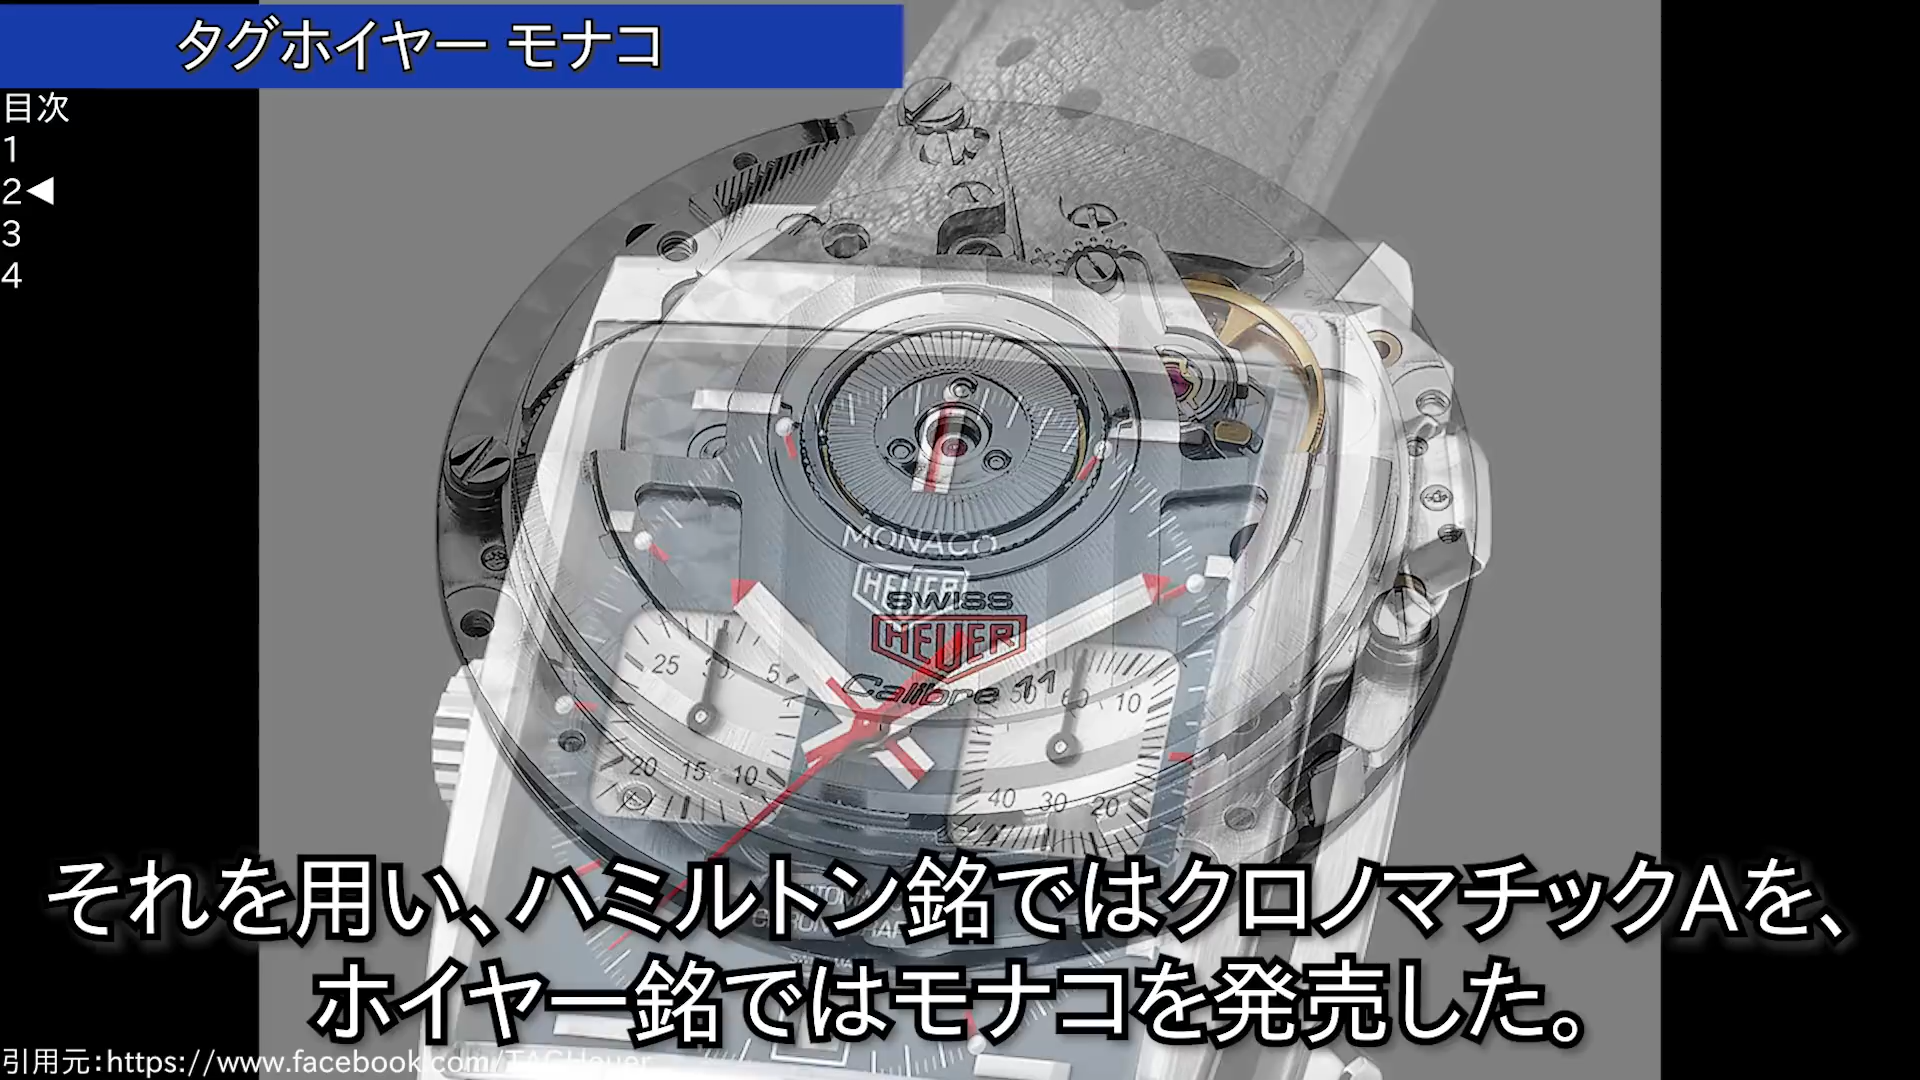 タグホイヤー モナコ
目次
1
2◀
3
4
MONACO
HEUER
SWISS
HEUER
Calibre 11
25 30 5
20 15 10
50 60 10
40 30 20
それを用い、ハミルトン銘ではクロノマチックAを、
ホイヤー銘ではモナコを発売した。
引用元:https://www.facebook.com/TAGHeuer